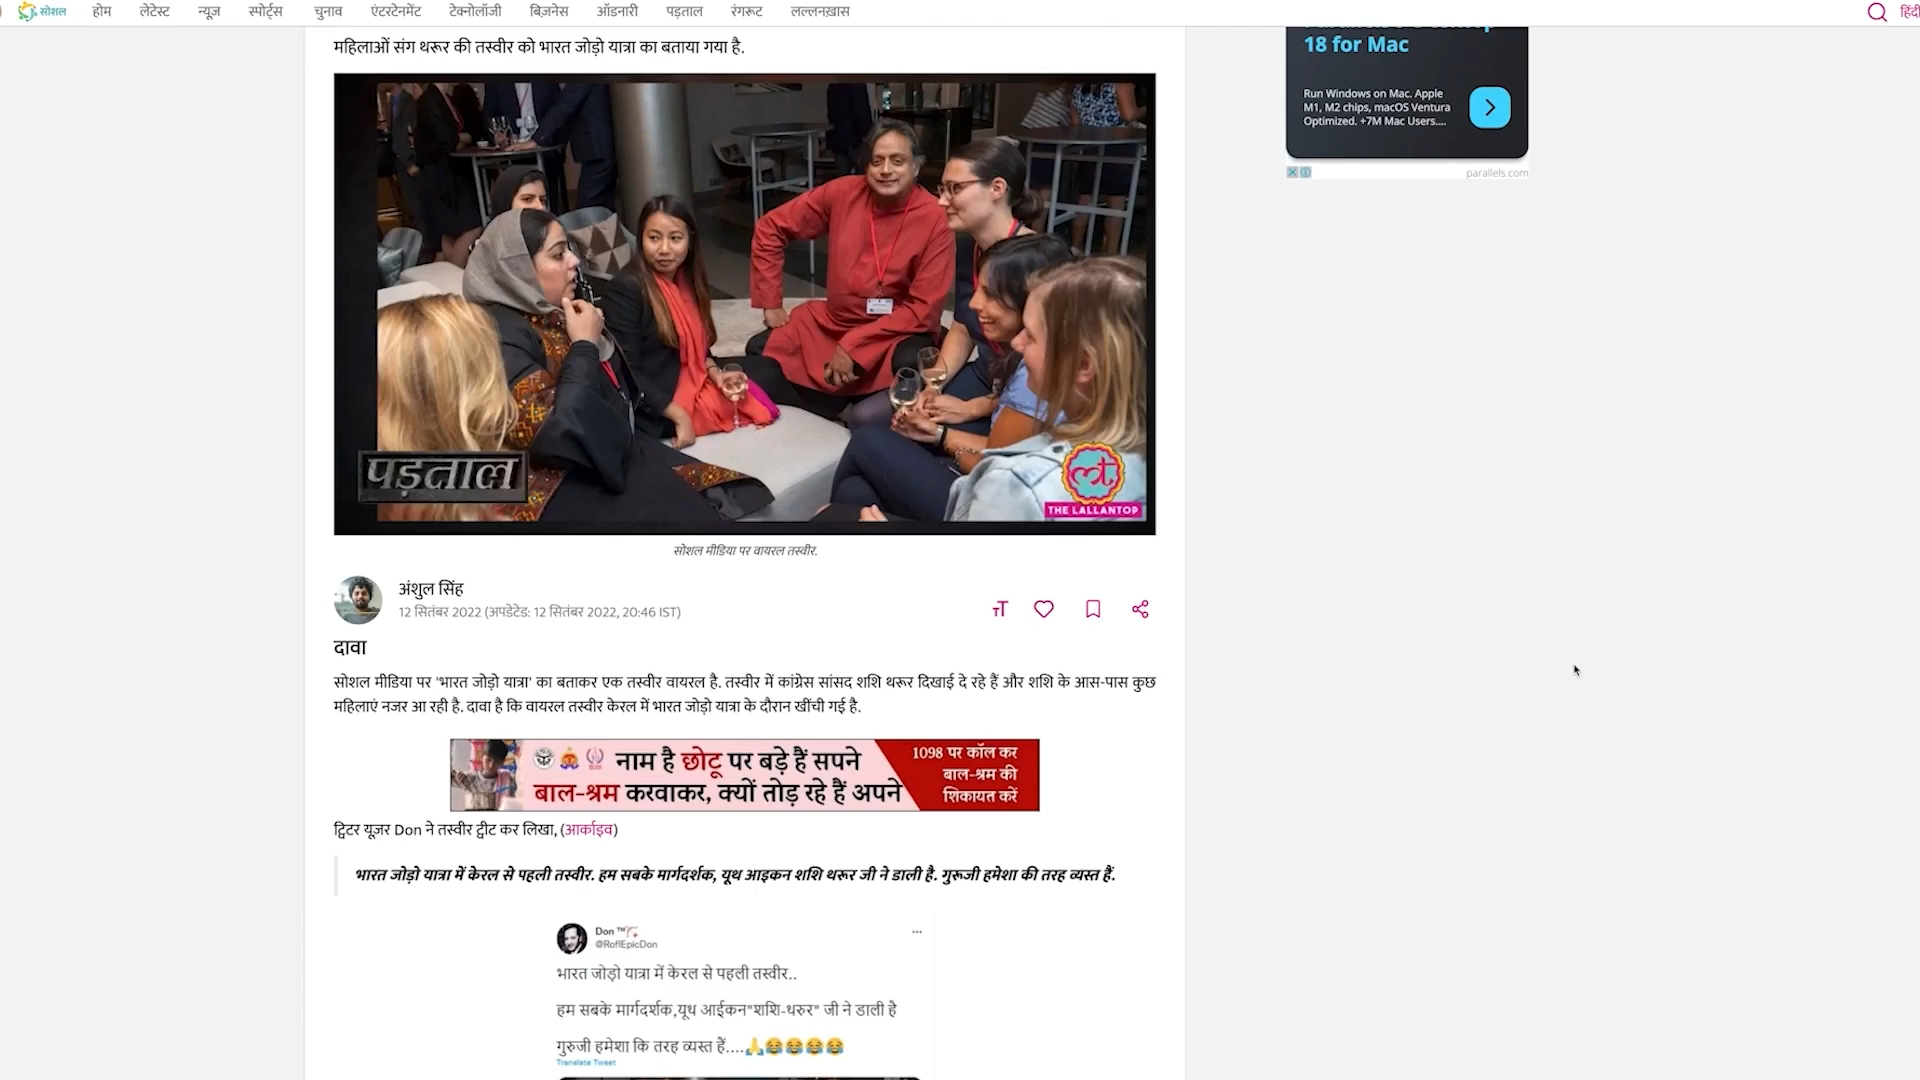 सोशल होम लेटेस्ट न्यूज़ स्पोर्ट्स चुनाव एंटरटेनमेंट टेक्नोलॉजी बिज़नेस ऑडनारी पड़ताल रंगरूट लल्लनख़ास
महिलाओं संग थरूर की तस्वीर को भारत जोड़ो यात्रा का बताया गया है.
18 for Mac
Run Windows on Mac. Apple
M1, M2 chips, macOS Ventura
Optimized. +7M Mac Users....
parallels.com
पड़ताल
THE LALLANTOP
सोशल मीडिया पर वायरल तस्वीर.
अंशुल सिंह
12 सितंबर 2022 (अपडेटेड: 12 सितंबर 2022, 20:46 IST)
दावा
सोशल मीडिया पर 'भारत जोड़ो यात्रा' का बताकर एक तस्वीर वायरल है. तस्वीर में कांग्रेस सांसद शशि थरूर दिखाई दे रहे हैं और शशि के आस-पास कुछ
महिलाएं नजर आ रही है. दावा है कि वायरल तस्वीर केरल में भारत जोड़ो यात्रा के दौरान खींची गई है.
नाम है छोटू पर बड़े हैं सपने
बाल-श्रम करवाकर, क्यों तोड़ रहे हैं अपने
1098 पर कॉल कर
बाल-श्रम की
शिकायत करें
ट्विटर यूज़र Don ने तस्वीर ट्वीट कर लिखा, (आर्काइव)
भारत जोड़ो यात्रा में केरल से पहली तस्वीर. हम सबके मार्गदर्शक, यूथ आइकन शशि थरूर जी ने डाली है. गुरूजी हमेशा की तरह व्यस्त हैं.
Don ™
@RoflEpicDon
भारत जोड़ो यात्रा में केरल से पहली तस्वीर..
हम सबके मार्गदर्शक,यूथ आईकन"शशि-थरुर" जी ने डाली है
गुरुजी हमेशा कि तरह व्यस्त हैं....🙏😂😂😂😂
Translate Tweet